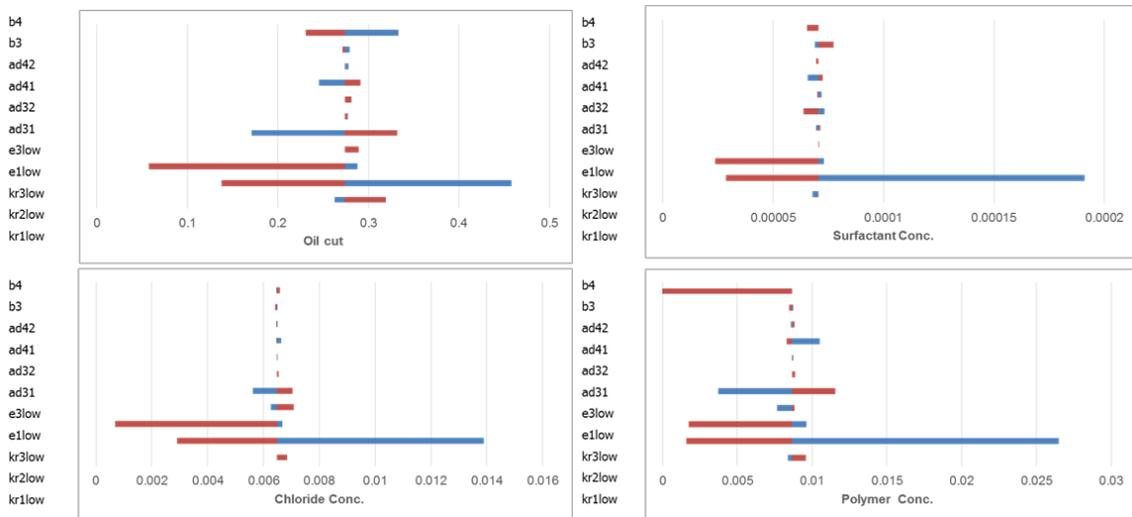 b4
b3
ad42
ad41
ad32
ad31
e3low
e1low
kr3low
kr2low
kr1low
0 0.1 0.2 0.3 0.4 0.5
Oil cut
b4
b3
ad42
ad41
ad32
ad31
e3low
e1low
kr3low
kr2low
kr1low
0 0.00005 0.0001 0.00015 0.0002
Surfactant Conc.
b4
b3
ad42
ad41
ad32
ad31
e3low
e1low
kr3low
kr2low
kr1low
0 0.002 0.004 0.006 0.008 0.01 0.012 0.014 0.016
Chloride Conc.
b4
b3
ad42
ad41
ad32
ad31
e3low
e1low
kr3low
kr2low
kr1low
0 0.005 0.01 0.015 0.02 0.025 0.03
Polymer Conc.